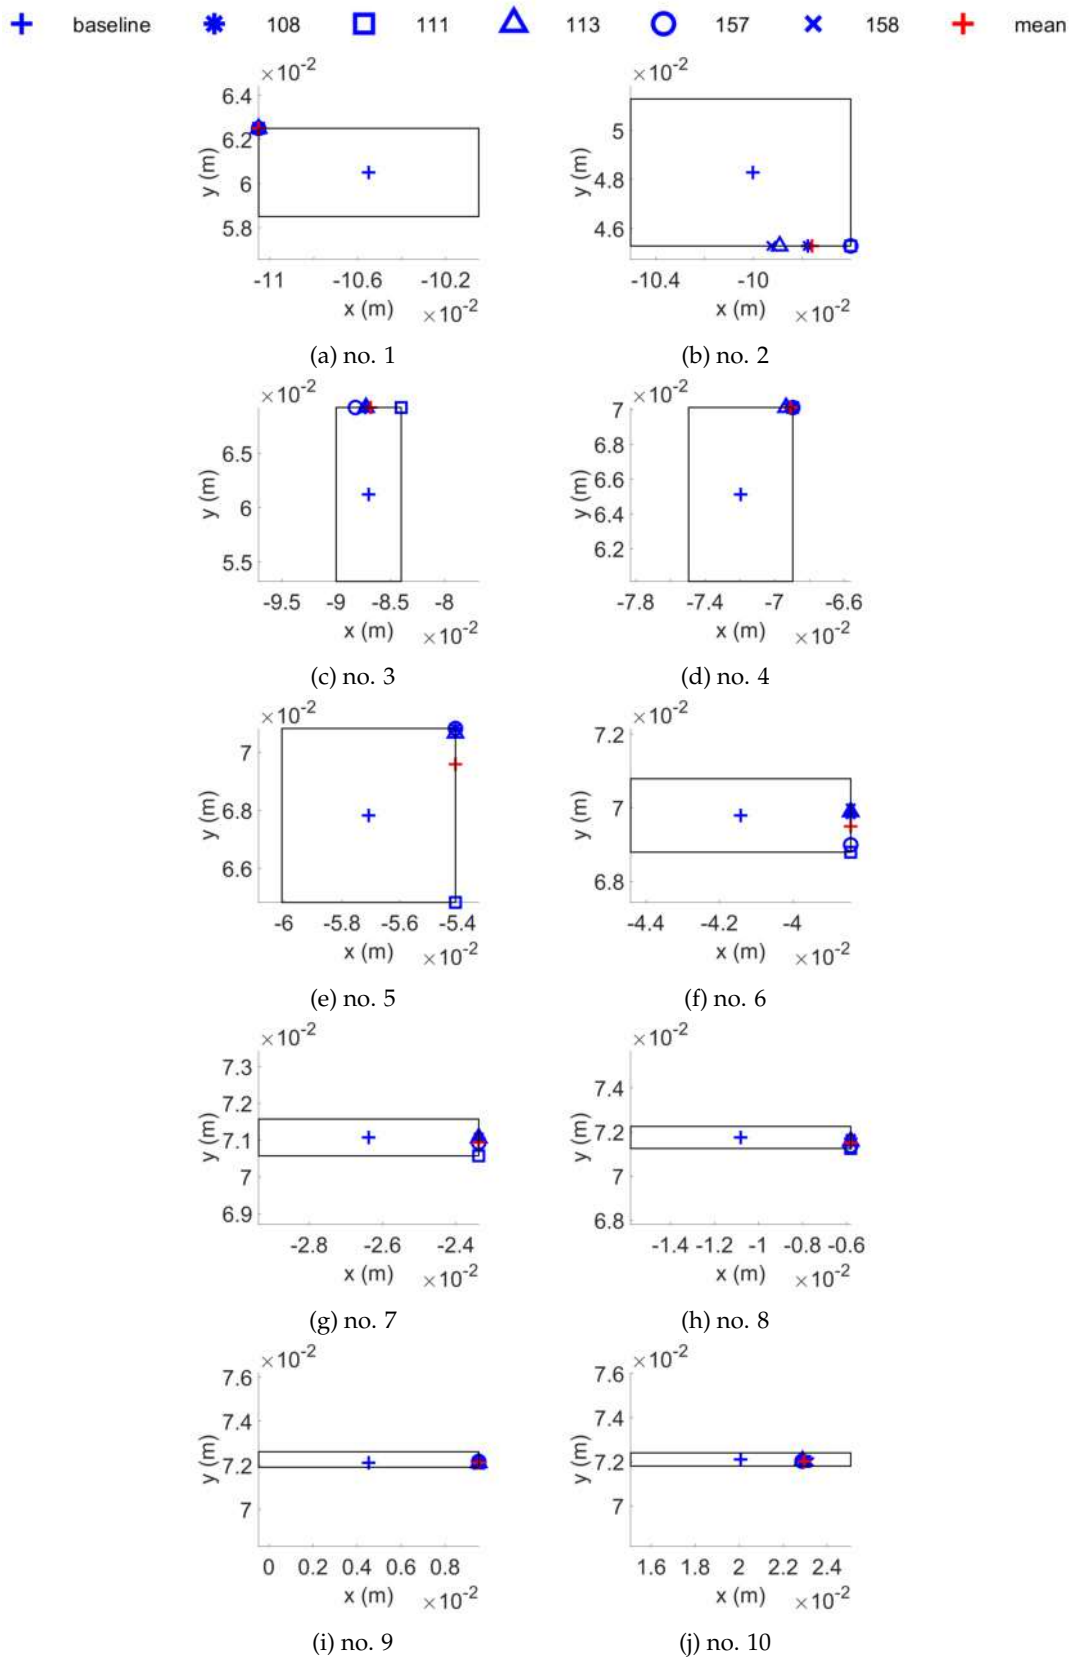 baseline 108 111 113 157 158 mean
×10-2 ×10-2
6.4
6.2 5
6 4.8
5.8 4.6
y (m) y (m)
-11 -10.6 -10.2 -10.4 -10
x (m) ×10-2 x (m) ×10-2
(a) no. 1 (b) no. 2
×10-2 ×10-2
7
6.5 6.8
6 6.6
5.5 6.4
6.2
y (m) y (m)
-9.5 -9 -8.5 -8 -7.8 -7.4 -7 -6.6
x (m) ×10-2 x (m) ×10-2
(c) no. 3 (d) no. 4
×10-2 ×10-2
7 7.2
6.8 7
6.6 6.8
y (m) y (m)
-6 -5.8 -5.6 -5.4 -4.4 -4.2 -4
x (m) ×10-2 x (m) ×10-2
(e) no. 5 (f) no. 6
×10-2 ×10-2
7.3 7.4
7.2 7.2
7.1 7
7 6.8
6.9
y (m) y (m)
-2.8 -2.6 -2.4 -1.4 -1.2 -1 -0.8 -0.6
x (m) ×10-2 x (m) ×10-2
(g) no. 7 (h) no. 8
×10-2 ×10-2
7.6 7.6
7.4 7.4
7.2 7.2
7 7
y (m) y (m)
0 0.2 0.4 0.6 0.8 1.6 1.8 2 2.2 2.4
x (m) ×10-2 x (m) ×10-2
(i) no. 9 (j) no. 10